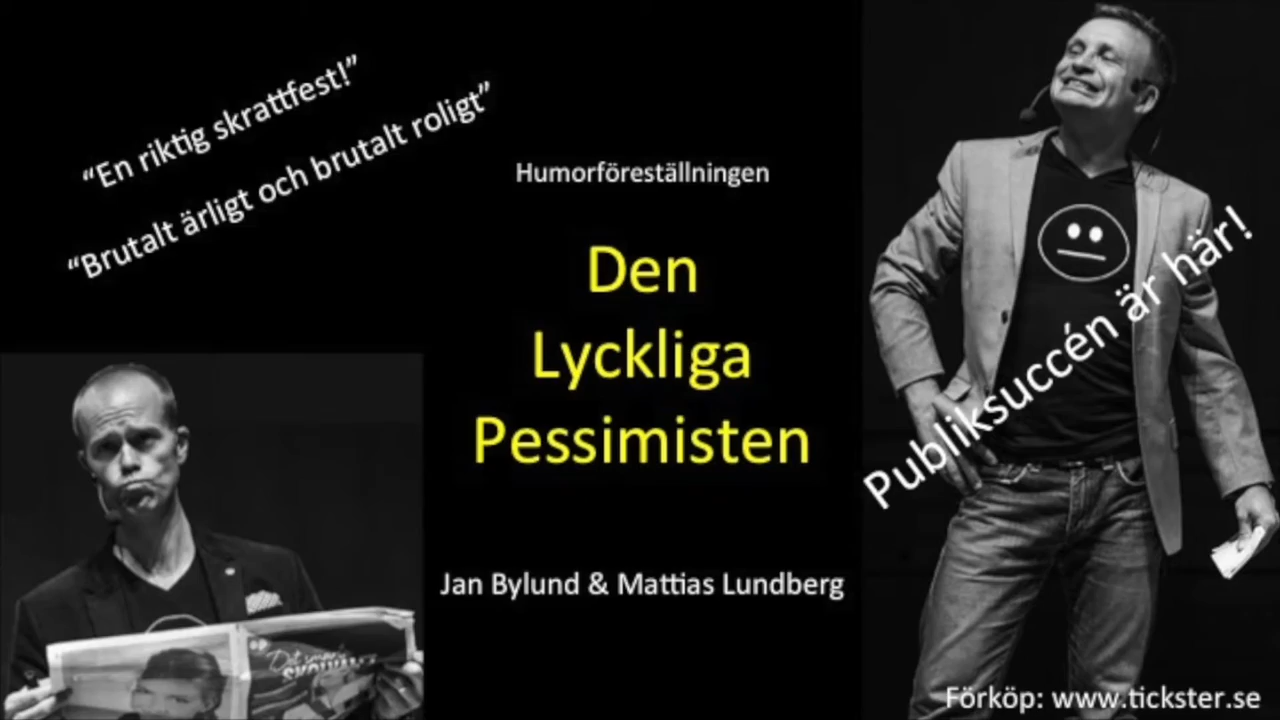 “En riktig skrattfest!”
“Brutalt ärligt och brutalt roligt”
Humorföreställningen
Den
Lyckliga
Pessimisten
Jan Bylund & Mattias Lundberg
Publiksuccén är här!
Förköp: www.tickster.se